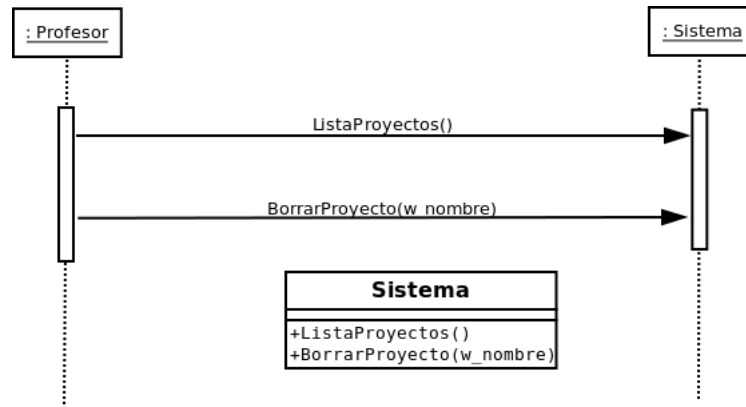 : Profesor
: Sistema
ListaProyectos()
BorrarProyecto(w_nombre)
Sistema
+ListaProyectos()
+BorrarProyecto(w_nombre)